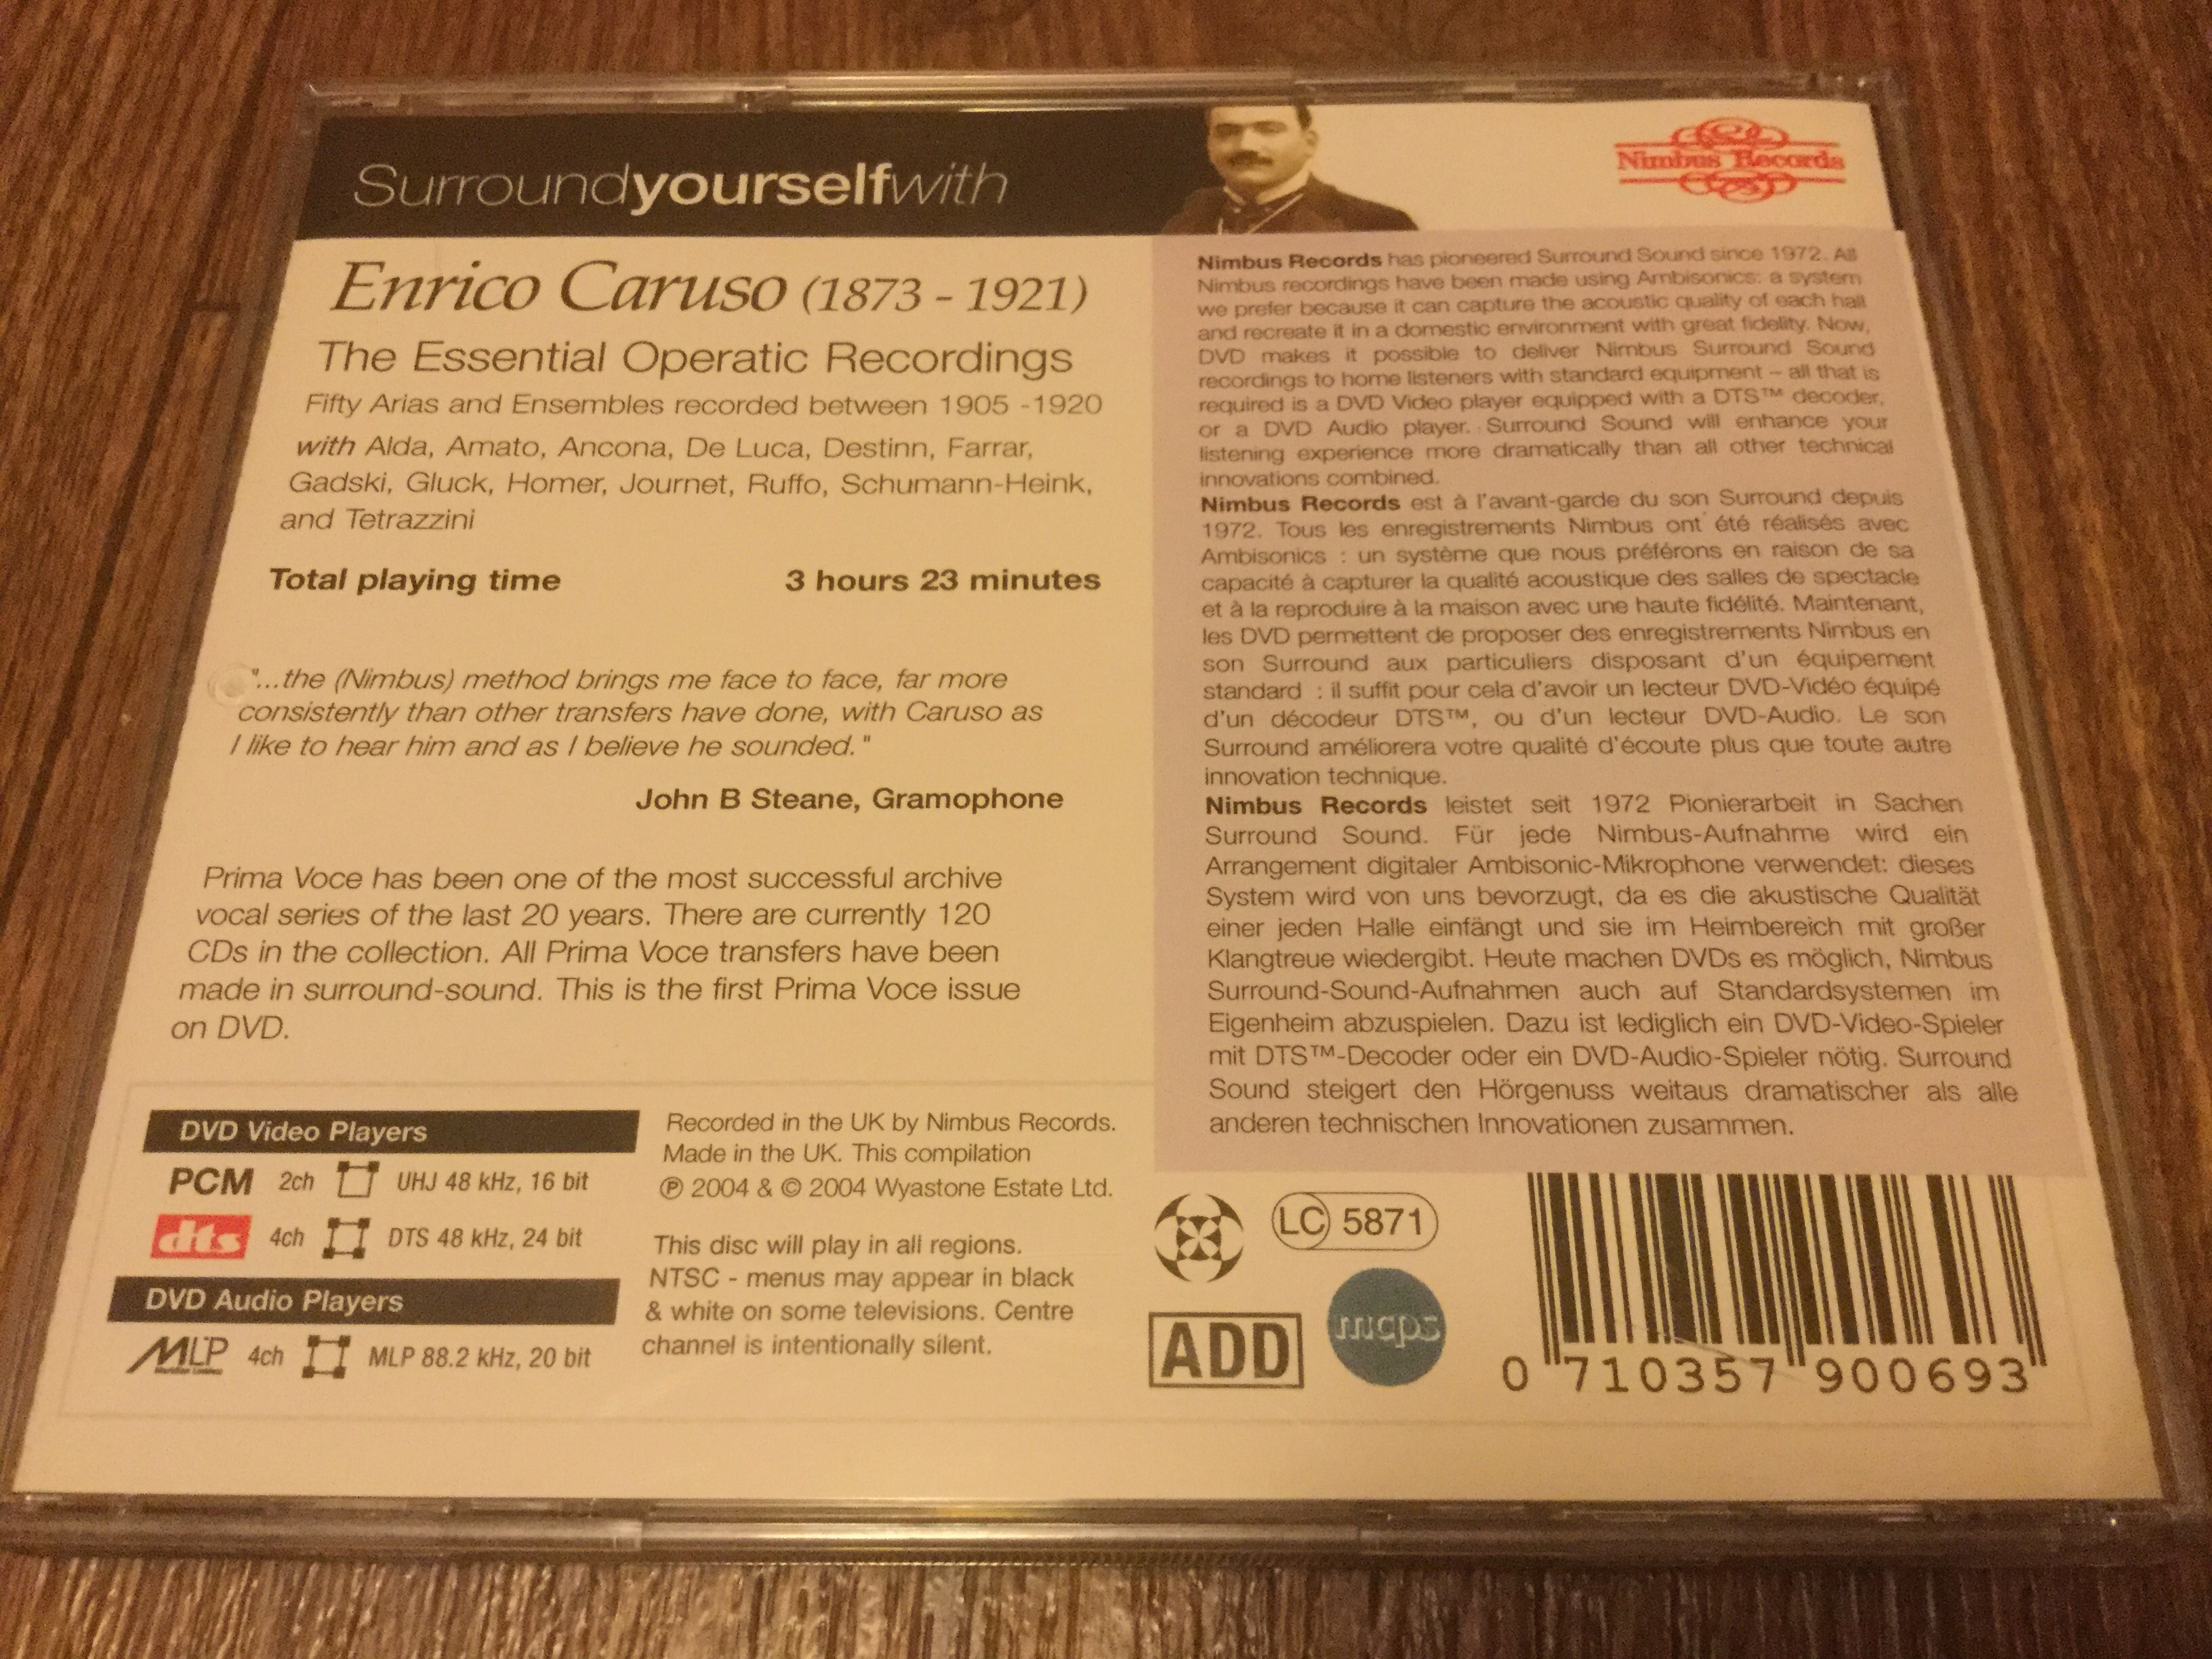 Surroundyourselfwith
Nimbus Records
Enrico Caruso (1873 - 1921)
The Essential Operatic Recordings
Fifty Arias and Ensembles recorded between 1905 -1920
with Alda, Amato, Ancona, De Luca, Destinn, Farrar,
Gadski, Gluck, Homer, Journet, Ruffo, Schumann-Heink,
and Tetrazzini
Total playing time 3 hours 23 minutes
"...the (Nimbus) method brings me face to face, far more
consistently than other transfers have done, with Caruso as
I like to hear him and as I believe he sounded."
John B Steane, Gramophone
Prima Voce has been one of the most successful archive
vocal series of the last 20 years. There are currently 120
CDs in the collection. All Prima Voce transfers have been
made in surround-sound. This is the first Prima Voce issue
on DVD.
Nimbus Records has pioneered Surround Sound since 1972. All
Nimbus recordings have been made using Ambisonics: a system
we prefer because it can capture the acoustic quality of each hall
and recreate it in a domestic environment with great fidelity. Now,
DVD makes it possible to deliver Nimbus Surround Sound
recordings to home listeners with standard equipment – all that is
required is a DVD Video player equipped with a DTS™ decoder,
or a DVD Audio player. Surround Sound will enhance your
listening experience more dramatically than all other technical
innovations combined.
Nimbus Records est à l'avant-garde du son Surround depuis
1972. Tous les enregistrements Nimbus ont été réalisés avec
Ambisonics : un système que nous préférons en raison de sa
capacité à capturer la qualité acoustique des salles de spectacle
et à la reproduire à la maison avec une haute fidélité. Maintenant,
les DVD permettent de proposer des enregistrements Nimbus en
son Surround aux particuliers disposant d'un équipement
standard : il suffit pour cela d'avoir un lecteur DVD-Vidéo équipé
d'un décodeur DTS™, ou d'un lecteur DVD-Audio. Le son
Surround améliorera votre qualité d'écoute plus que toute autre
innovation technique.
Nimbus Records leistet seit 1972 Pionierarbeit in Sachen
Surround Sound. Für jede Nimbus-Aufnahme wird ein
Arrangement digitaler Ambisonic-Mikrophone verwendet: dieses
System wird von uns bevorzugt, da es die akustische Qualität
einer jeden Halle einfängt und sie im Heimbereich mit großer
Klangtreue wiedergibt. Heute machen DVDs es möglich, Nimbus
Surround-Sound-Aufnahmen auch auf Standardsystemen im
Eigenheim abzuspielen. Dazu ist lediglich ein DVD-Video-Spieler
mit DTS™-Decoder oder ein DVD-Audio-Spieler nötig. Surround
Sound steigert den Hörgenuss weitaus dramatischer als alle
anderen technischen Innovationen zusammen.
DVD Video Players
PCM 2ch UHJ 48 kHz, 16 bit
dts 4ch DTS 48 kHz, 24 bit
DVD Audio Players
MLP 4ch MLP 88.2 kHz, 20 bit
Recorded in the UK by Nimbus Records.
Made in the UK. This compilation
℗ 2004 & © 2004 Wyastone Estate Ltd.
This disc will play in all regions.
NTSC - menus may appear in black
& white on some televisions. Centre
channel is intentionally silent.
LC 5871
ADD
mcps
0 710357 900693